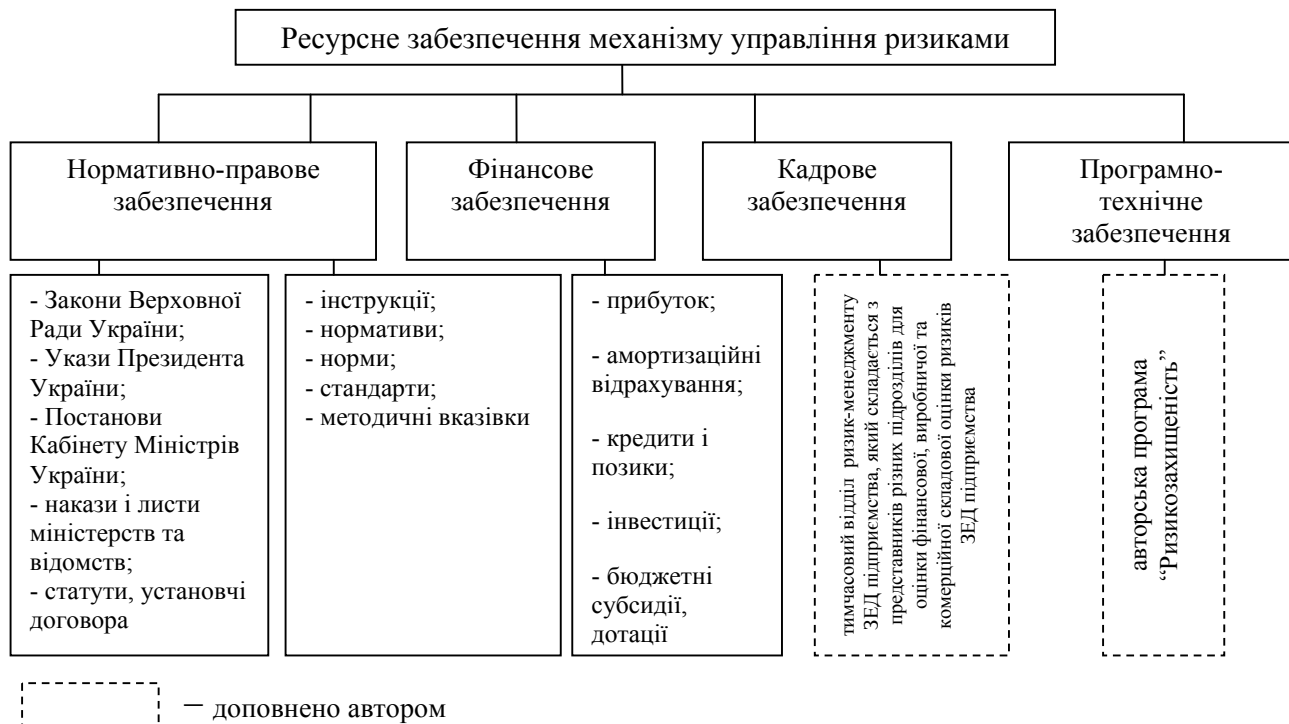 Ресурсне забезпечення механізму управління ризиками
Нормативно-правове
забезпечення
Фінансове
забезпечення
Кадрове
забезпечення
Програмно-
технічне
забезпечення
- Закони Верховної
Ради України;
- Укази Президента
України;
- Постанови
Кабінету Міністрів
України;
- накази і листи
міністерств та
відомств;
- статути, установчі
договора
- інструкції;
- нормативи;
- норми;
- стандарти;
- методичні вказівки
- прибуток;
- амортизаційні
відрахування;
- кредити і
позики;
- інвестиції;
- бюджетні
субсидії,
дотації
тимчасовий відділ ризик-менеджменту
ЗЕД підприємства, який складається з
представників різних підрозділів для
оцінки фінансової, виробничої та
комерційної складової оцінки ризиків
ЗЕД підприємства
авторська програма
“Ризикозахищеність”
– доповнено автором